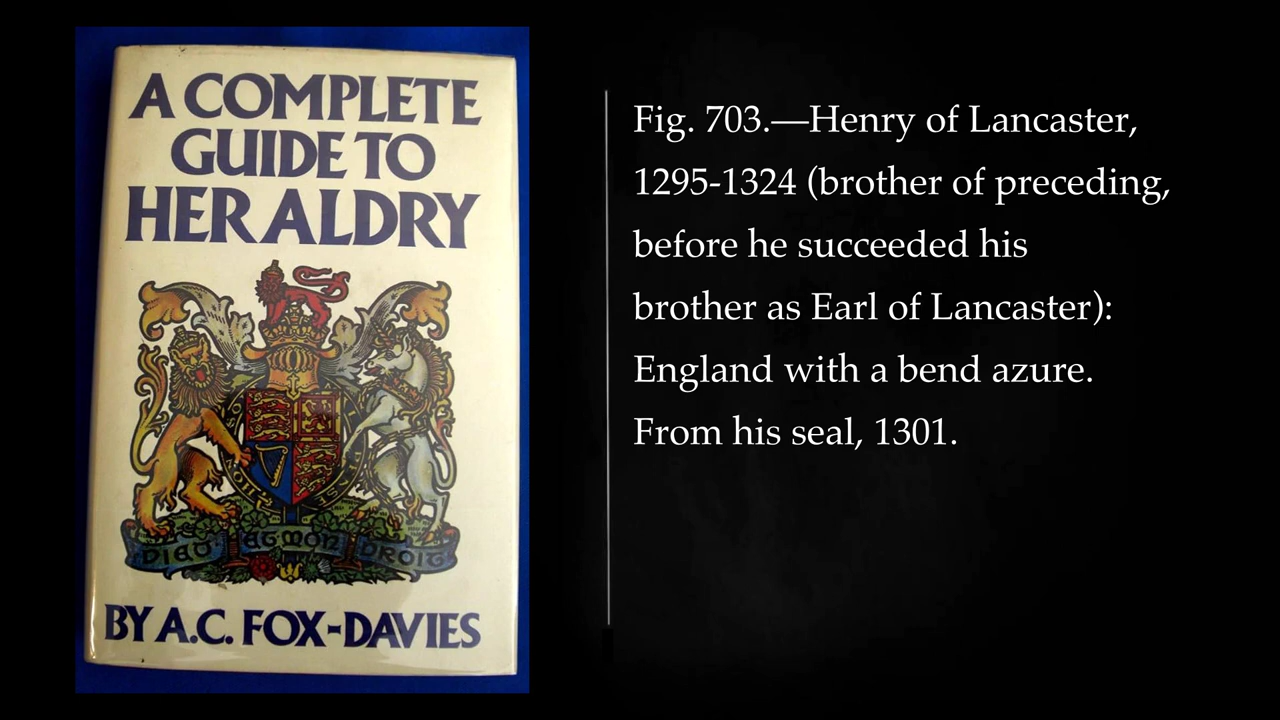 A COMPLETE
GUIDE TO
HERALDRY
DIEU ET MON DROIT
BY A.C. FOX-DAVIES
Fig. 703.—Henry of Lancaster,
1295-1324 (brother of preceding,
before he succeeded his
brother as Earl of Lancaster):
England with a bend azure.
From his seal, 1301.